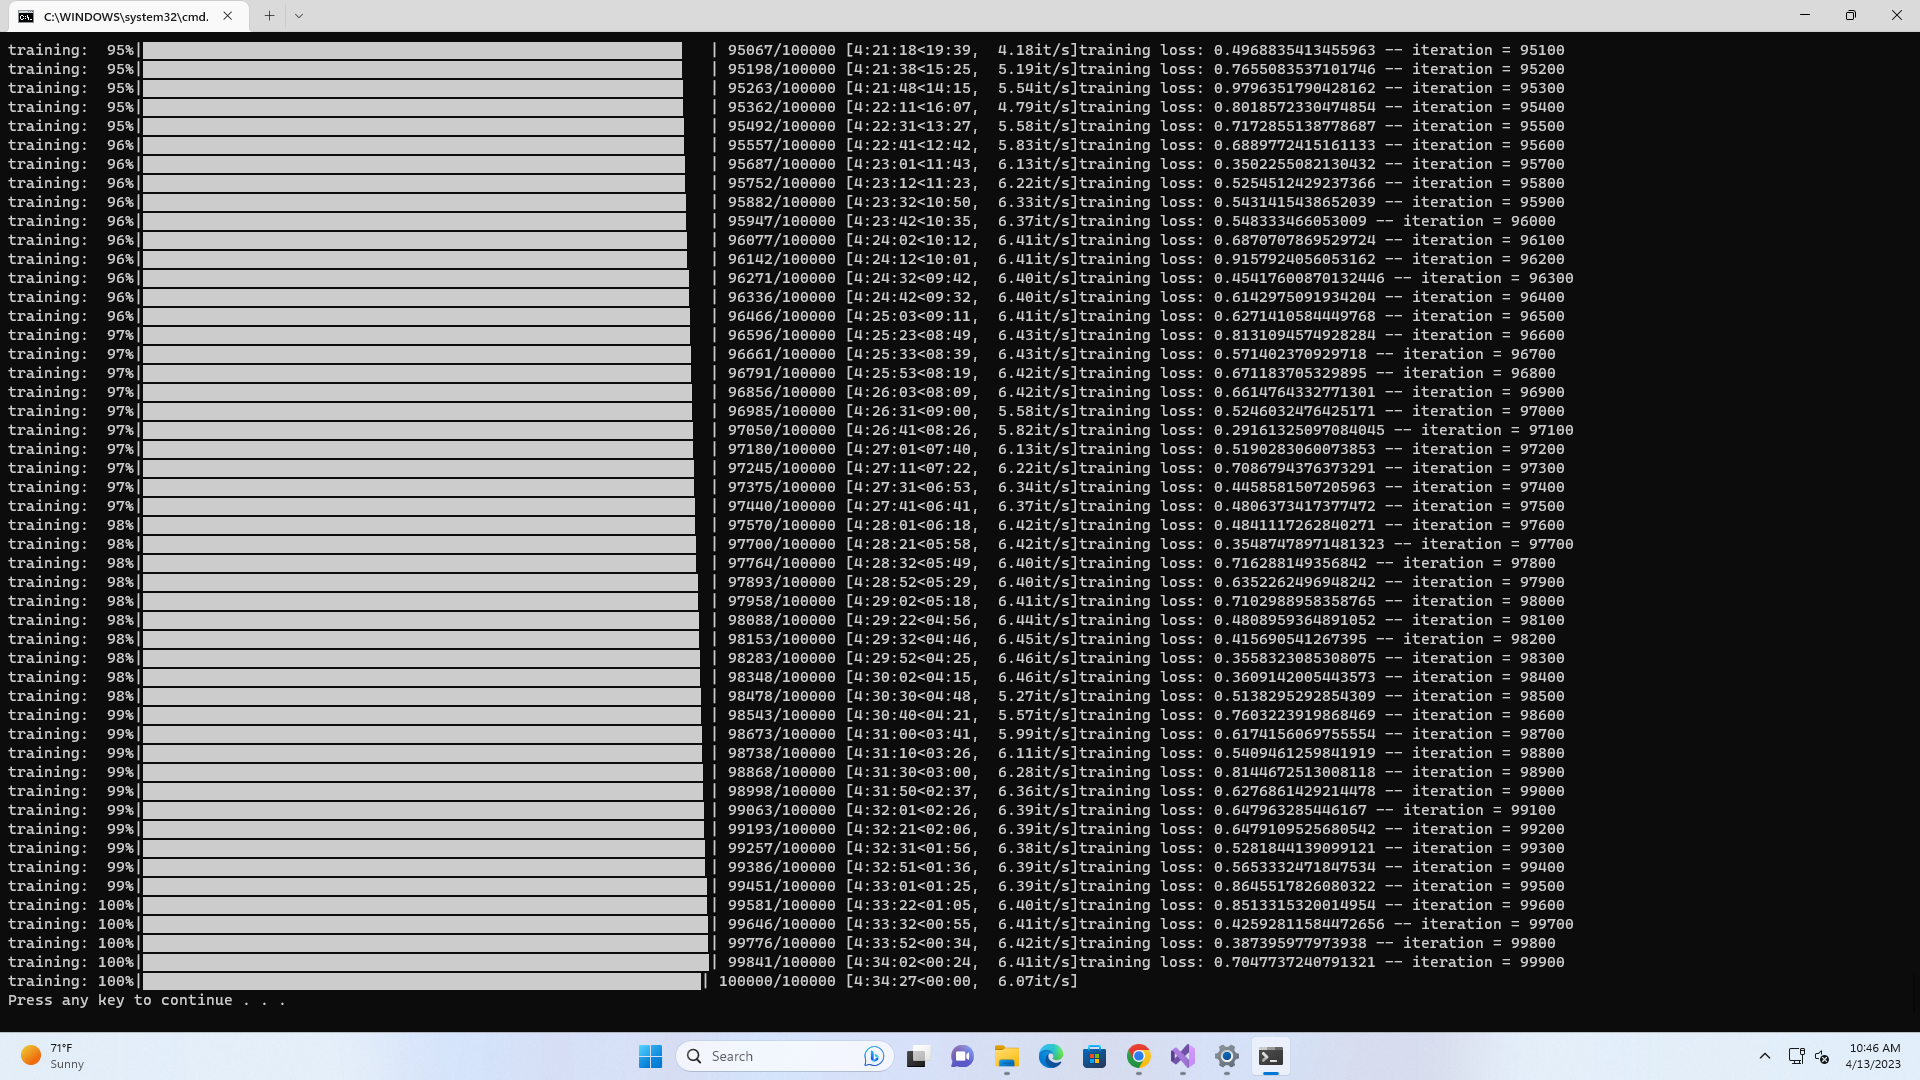 C:\WINDOWS\system32\cmd.
training:  95%| | 95067/100000 [4:21:18<19:39,  4.18it/s]training loss: 0.4968835413455963 -- iteration = 95100
training:  95%| | 95198/100000 [4:21:38<15:25,  5.19it/s]training loss: 0.7655083537101746 -- iteration = 95200
training:  95%| | 95263/100000 [4:21:48<14:15,  5.54it/s]training loss: 0.9796351790428162 -- iteration = 95300
training:  95%| | 95362/100000 [4:22:11<16:07,  4.79it/s]training loss: 0.8018572330474854 -- iteration = 95400
training:  95%| | 95492/100000 [4:22:31<13:27,  5.58it/s]training loss: 0.7172855138778687 -- iteration = 95500
training:  96%| | 95557/100000 [4:22:41<12:42,  5.83it/s]training loss: 0.6889772415161133 -- iteration = 95600
training:  96%| | 95687/100000 [4:23:01<11:43,  6.13it/s]training loss: 0.3502255082130432 -- iteration = 95700
training:  96%| | 95752/100000 [4:23:12<11:23,  6.22it/s]training loss: 0.5254512429237366 -- iteration = 95800
training:  96%| | 95882/100000 [4:23:32<10:50,  6.33it/s]training loss: 0.5431415438652039 -- iteration = 95900
training:  96%| | 95947/100000 [4:23:42<10:35,  6.37it/s]training loss: 0.548333466053009 -- iteration = 96000
training:  96%| | 96077/100000 [4:24:02<10:12,  6.41it/s]training loss: 0.6870707869529724 -- iteration = 96100
training:  96%| | 96142/100000 [4:24:12<10:01,  6.41it/s]training loss: 0.9157924056053162 -- iteration = 96200
training:  96%| | 96271/100000 [4:24:32<09:42,  6.40it/s]training loss: 0.45417600870132446 -- iteration = 96300
training:  96%| | 96336/100000 [4:24:42<09:32,  6.40it/s]training loss: 0.6142975091934204 -- iteration = 96400
training:  96%| | 96466/100000 [4:25:03<09:11,  6.41it/s]training loss: 0.6271410584449768 -- iteration = 96500
training:  97%| | 96596/100000 [4:25:23<08:49,  6.43it/s]training loss: 0.8131094574928284 -- iteration = 96600
training:  97%| | 96661/100000 [4:25:33<08:39,  6.43it/s]training loss: 0.571402370929718 -- iteration = 96700
training:  97%| | 96791/100000 [4:25:53<08:19,  6.42it/s]training loss: 0.671183705329895 -- iteration = 96800
training:  97%| | 96856/100000 [4:26:03<08:09,  6.42it/s]training loss: 0.6614764332771301 -- iteration = 96900
training:  97%| | 96985/100000 [4:26:31<09:00,  5.58it/s]training loss: 0.5246032476425171 -- iteration = 97000
training:  97%| | 97050/100000 [4:26:41<08:26,  5.82it/s]training loss: 0.29161325097084045 -- iteration = 97100
training:  97%| | 97180/100000 [4:27:01<07:40,  6.13it/s]training loss: 0.5190283060073853 -- iteration = 97200
training:  97%| | 97245/100000 [4:27:11<07:22,  6.22it/s]training loss: 0.7086794376373291 -- iteration = 97300
training:  97%| | 97375/100000 [4:27:31<06:53,  6.34it/s]training loss: 0.4458581507205963 -- iteration = 97400
training:  97%| | 97440/100000 [4:27:41<06:41,  6.37it/s]training loss: 0.4806373417377472 -- iteration = 97500
training:  98%| | 97570/100000 [4:28:01<06:18,  6.42it/s]training loss: 0.4841117262840271 -- iteration = 97600
training:  98%| | 97700/100000 [4:28:21<05:58,  6.42it/s]training loss: 0.35487478971481323 -- iteration = 97700
training:  98%| | 97764/100000 [4:28:32<05:49,  6.40it/s]training loss: 0.716288149356842 -- iteration = 97800
training:  98%| | 97893/100000 [4:28:52<05:29,  6.40it/s]training loss: 0.6352262496948242 -- iteration = 97900
training:  98%| | 97958/100000 [4:29:02<05:18,  6.41it/s]training loss: 0.7102988958358765 -- iteration = 98000
training:  98%| | 98088/100000 [4:29:22<04:56,  6.44it/s]training loss: 0.4808959364891052 -- iteration = 98100
training:  98%| | 98153/100000 [4:29:32<04:46,  6.45it/s]training loss: 0.415690541267395 -- iteration = 98200
training:  98%| | 98283/100000 [4:29:52<04:25,  6.46it/s]training loss: 0.3558323085308075 -- iteration = 98300
training:  98%| | 98348/100000 [4:30:02<04:15,  6.46it/s]training loss: 0.3609142005443573 -- iteration = 98400
training:  98%| | 98478/100000 [4:30:30<04:48,  5.27it/s]training loss: 0.5138295292854309 -- iteration = 98500
training:  99%| | 98543/100000 [4:30:40<04:21,  5.57it/s]training loss: 0.7603223919868469 -- iteration = 98600
training:  99%| | 98673/100000 [4:31:00<03:41,  5.99it/s]training loss: 0.6174156069755554 -- iteration = 98700
training:  99%| | 98738/100000 [4:31:10<03:26,  6.11it/s]training loss: 0.5409461259841919 -- iteration = 98800
training:  99%| | 98868/100000 [4:31:30<03:00,  6.28it/s]training loss: 0.8144672513008118 -- iteration = 98900
training:  99%| | 98998/100000 [4:31:50<02:37,  6.36it/s]training loss: 0.6276861429214478 -- iteration = 99000
training:  99%| | 99063/100000 [4:32:01<02:26,  6.39it/s]training loss: 0.647963285446167 -- iteration = 99100
training:  99%| | 99193/100000 [4:32:21<02:06,  6.39it/s]training loss: 0.6479109525680542 -- iteration = 99200
training:  99%| | 99257/100000 [4:32:31<01:56,  6.38it/s]training loss: 0.5281844139099121 -- iteration = 99300
training:  99%| | 99386/100000 [4:32:51<01:36,  6.39it/s]training loss: 0.5653332471847534 -- iteration = 99400
training:  99%| | 99451/100000 [4:33:01<01:25,  6.39it/s]training loss: 0.8645517826080322 -- iteration = 99500
training: 100%| | 99581/100000 [4:33:22<01:05,  6.40it/s]training loss: 0.8513315320014954 -- iteration = 99600
training: 100%| | 99646/100000 [4:33:32<00:55,  6.41it/s]training loss: 0.42592811584472656 -- iteration = 99700
training: 100%| | 99776/100000 [4:33:52<00:34,  6.42it/s]training loss: 0.387395977973938 -- iteration = 99800
training: 100%| | 99841/100000 [4:34:02<00:24,  6.41it/s]training loss: 0.7047737240791321 -- iteration = 99900
training: 100%| | 100000/100000 [4:34:27<00:00,  6.07it/s]
Press any key to continue . . .
71°F
Sunny
Search
10:46 AM
4/13/2023